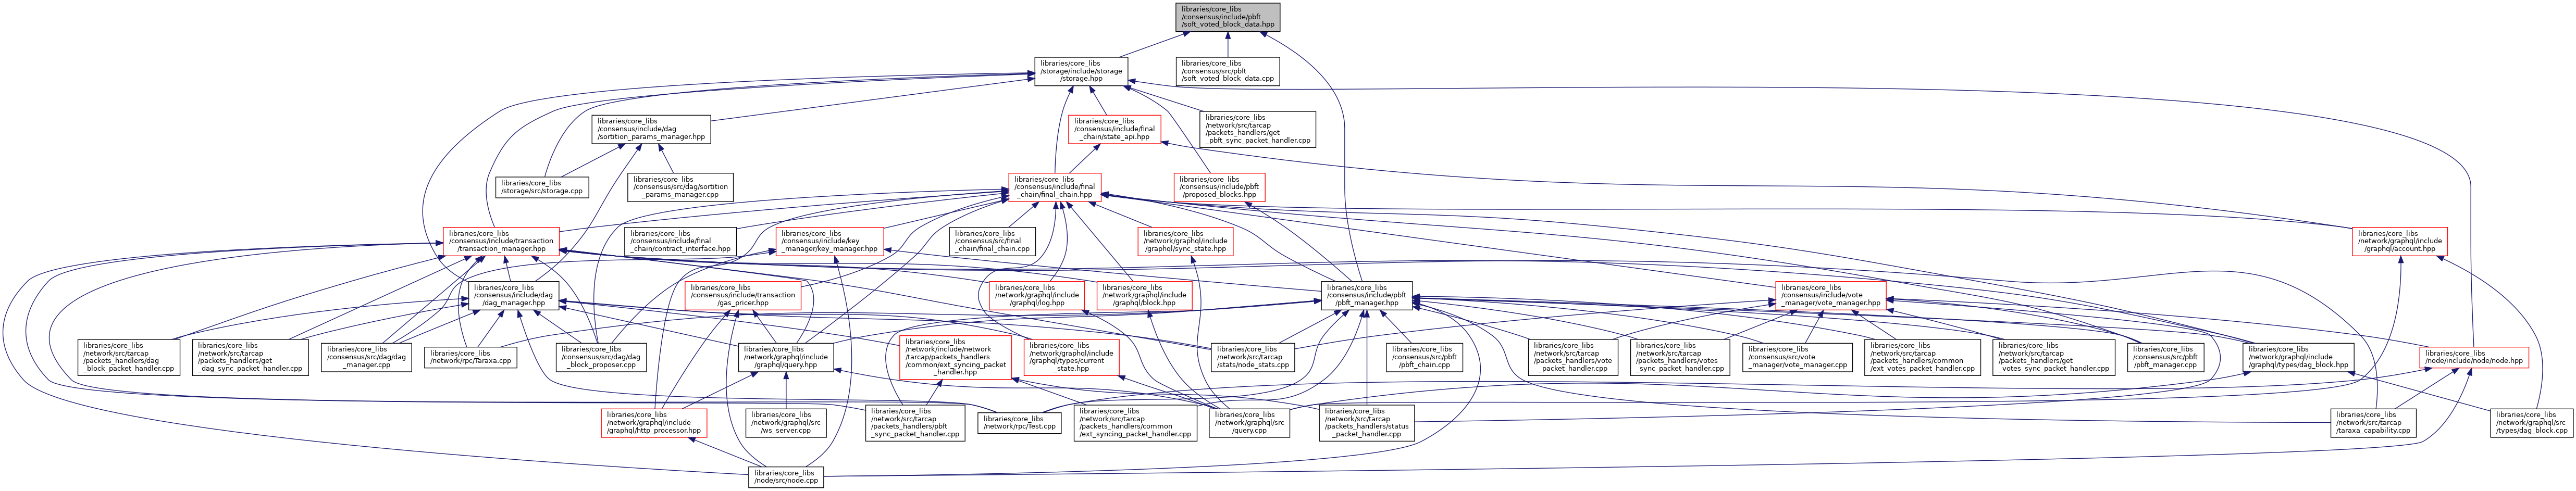 libraries/core_libs
/consensus/include/pbft
/soft_voted_block_data.hpp
libraries/core_libs
/storage/include/storage
/storage.hpp
libraries/core_libs
/consensus/src/pbft
/soft_voted_block_data.cpp
libraries/core_libs
/consensus/include/dag
/sortition_params_manager.hpp
libraries/core_libs
/consensus/include/final
_chain/state_api.hpp
libraries/core_libs
/network/src/tarcap
/packets_handlers/get
_pbft_sync_packet_handler.cpp
libraries/core_libs
/storage/src/storage.cpp
libraries/core_libs
/consensus/src/dag/sortition
_params_manager.cpp
libraries/core_libs
/consensus/include/final
_chain/final_chain.hpp
libraries/core_libs
/consensus/include/pbft
/proposed_blocks.hpp
libraries/core_libs
/consensus/include/transaction
/transaction_manager.hpp
libraries/core_libs
/consensus/include/final
_chain/contract_interface.hpp
libraries/core_libs
/consensus/include/key
_manager/key_manager.hpp
libraries/core_libs
/consensus/src/final
_chain/final_chain.cpp
libraries/core_libs
/network/graphql/include
/graphql/sync_state.hpp
libraries/core_libs
/network/graphql/include
/graphql/account.hpp
libraries/core_libs
/consensus/include/dag
/dag_manager.hpp
libraries/core_libs
/consensus/include/transaction
/gas_pricer.hpp
libraries/core_libs
/network/graphql/include
/graphql/log.hpp
libraries/core_libs
/network/graphql/include
/graphql/block.hpp
libraries/core_libs
/consensus/include/pbft
/pbft_manager.hpp
libraries/core_libs
/consensus/include/vote
_manager/vote_manager.hpp
libraries/core_libs
/network/src/tarcap
/packets_handlers/dag
_block_packet_handler.cpp
libraries/core_libs
/network/src/tarcap
/packets_handlers/get
_dag_sync_packet_handler.cpp
libraries/core_libs
/consensus/src/dag/dag
_manager.cpp
libraries/core_libs
/network/rpc/Taraxa.cpp
libraries/core_libs
/consensus/src/dag/dag
_block_proposer.cpp
libraries/core_libs
/network/graphql/include
/graphql/query.hpp
libraries/core_libs
/network/include/network
/tarcap/packets_handlers
/common/ext_syncing_packet
_handler.hpp
libraries/core_libs
/network/graphql/include
/graphql/types/current
_state.hpp
libraries/core_libs
/network/src/tarcap
/stats/node_stats.cpp
libraries/core_libs
/consensus/src/pbft
/pbft_chain.cpp
libraries/core_libs
/network/src/tarcap
/packets_handlers/vote
_packet_handler.cpp
libraries/core_libs
/network/src/tarcap
/packets_handlers/votes
_sync_packet_handler.cpp
libraries/core_libs
/consensus/src/vote
_manager/vote_manager.cpp
libraries/core_libs
/network/src/tarcap
/packets_handlers/common
/ext_votes_packet_handler.cpp
libraries/core_libs
/network/src/tarcap
/packets_handlers/get
_votes_sync_packet_handler.cpp
libraries/core_libs
/consensus/src/pbft
/pbft_manager.cpp
libraries/core_libs
/network/graphql/include
/graphql/types/dag_block.hpp
libraries/core_libs
/node/include/node/node.hpp
libraries/core_libs
/network/graphql/include
/graphql/http_processor.hpp
libraries/core_libs
/network/graphql/src
/ws_server.cpp
libraries/core_libs
/network/src/tarcap
/packets_handlers/pbft
_sync_packet_handler.cpp
libraries/core_libs
/network/rpc/Test.cpp
libraries/core_libs
/network/src/tarcap
/packets_handlers/common
/ext_syncing_packet_handler.cpp
libraries/core_libs
/network/graphql/src
/query.cpp
libraries/core_libs
/network/src/tarcap
/packets_handlers/status
_packet_handler.cpp
libraries/core_libs
/network/src/tarcap
/taraxa_capability.cpp
libraries/core_libs
/network/graphql/src
/types/dag_block.cpp
libraries/core_libs
/node/src/node.cpp